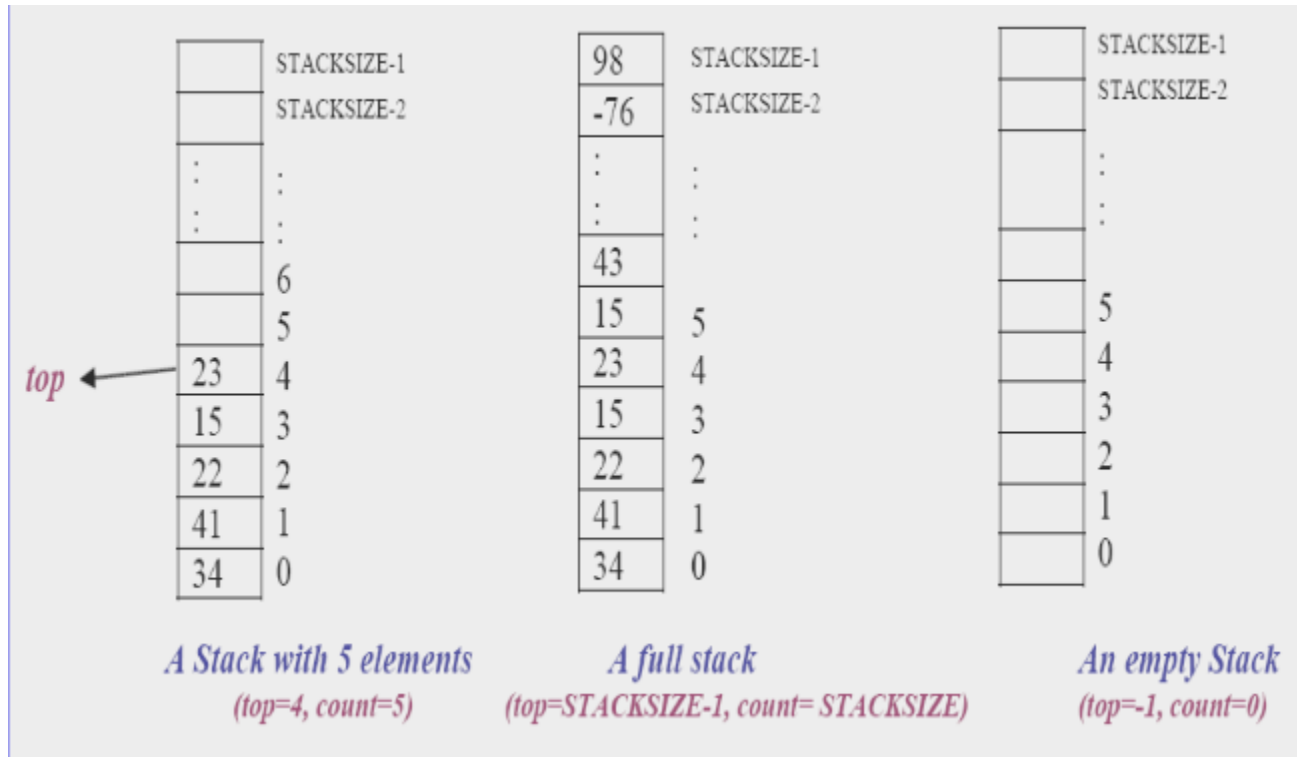 STACKSIZE-1
STACKSIZE-2
:
:
:
:
6
5
top
23 4
15 3
22 2
41 1
34 0
A Stack with 5 elements
(top=4, count=5)
98 STACKSIZE-1
-76 STACKSIZE-2
: :
: :
43
15 5
23 4
15 3
22 2
41 1
34 0
A full stack
(top=STACKSIZE-1, count= STACKSIZE)
STACKSIZE-1
STACKSIZE-2
:
:
5
4
3
2
1
0
An empty Stack
(top=-1, count=0)